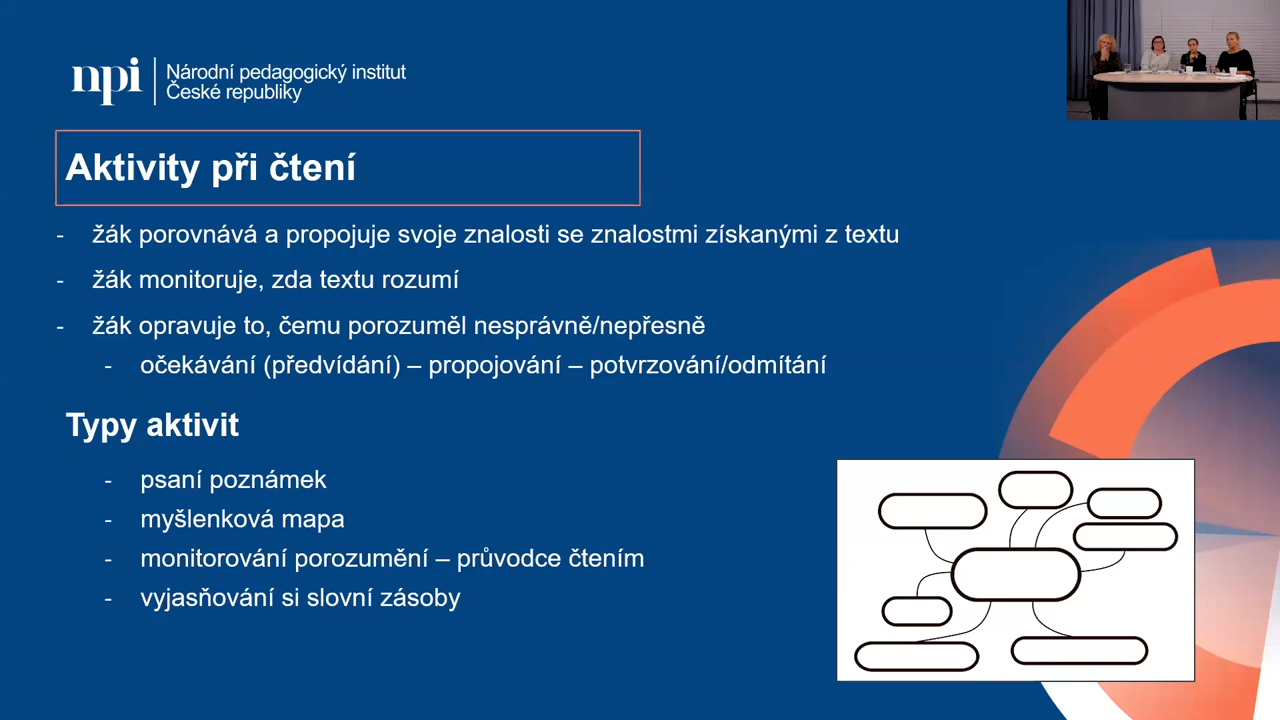 npi
Národní pedagogický institut
České republiky
Aktivity při čtení
- žák porovnává a propojuje svoje znalosti se znalostmi získanými z textu
- žák monitoruje, zda textu rozumí
- žák opravuje to, čemu porozuměl nesprávně/nepřesně
- očekávání (předvídání) – propojování – potvrzování/odmítání
Typy aktivit
- psaní poznámek
- myšlenková mapa
- monitorování porozumění – průvodce čtením
- vyjasňování si slovní zásoby